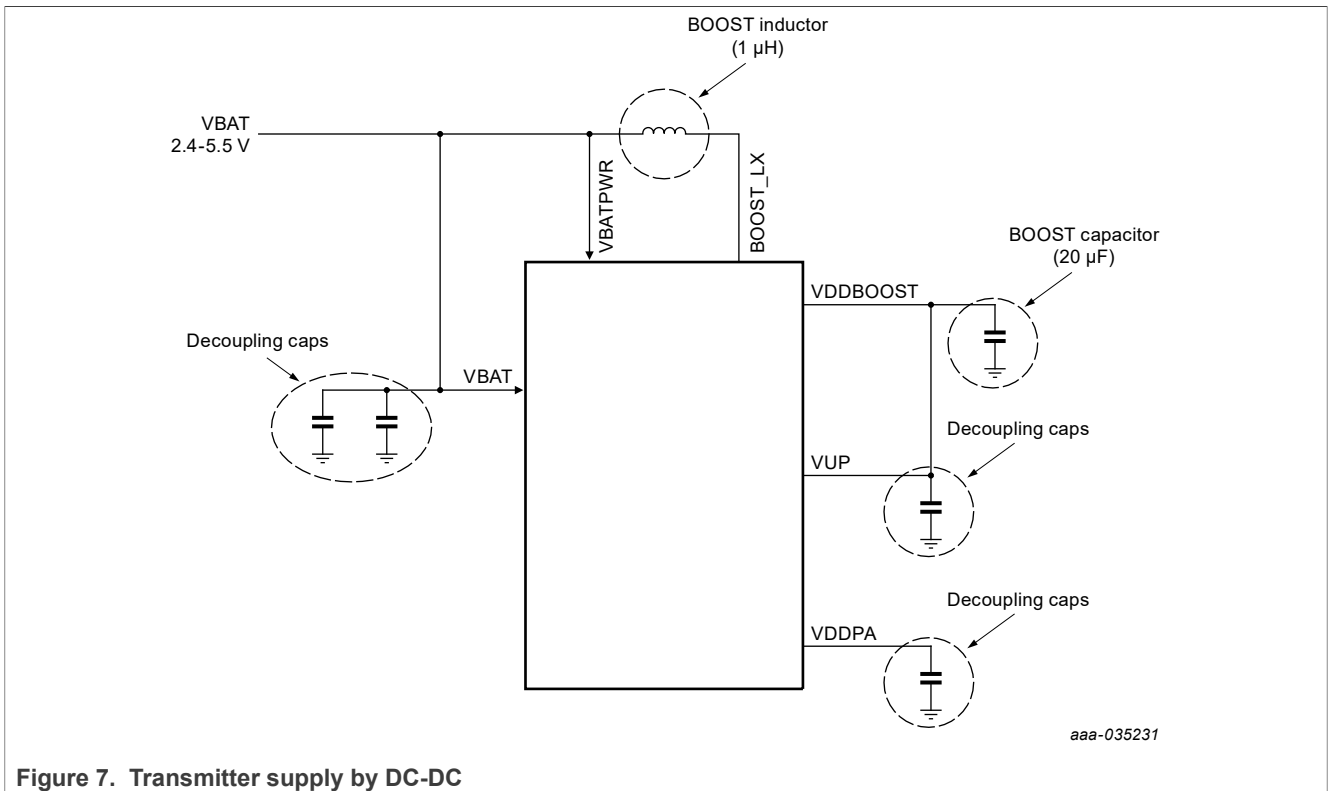 BOOST inductor
(1 µH)
VBAT
2.4-5.5 V
VBATPWR
BOOST_LX
BOOST capacitor
(20 µF)
VDDBOOST
Decoupling caps
VBAT
Decoupling caps
VUP
Decoupling caps
VDDPA
aaa-035231
Figure 7. Transmitter supply by DC-DC